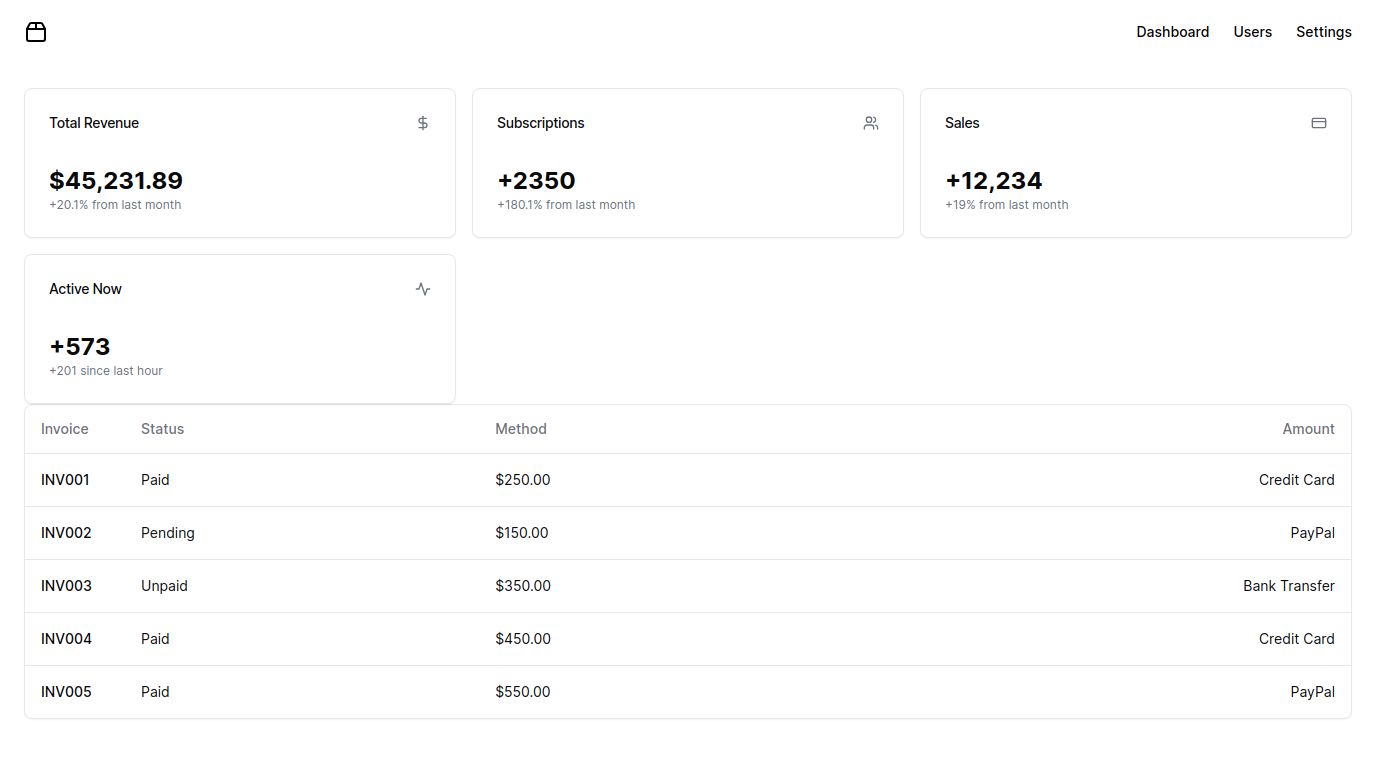 Dashboard Users Settings
Total Revenue
$45,231.89
+20.1% from last month
Subscriptions
+2350
+180.1% from last month
Sales
+12,234
+19% from last month
Active Now
+573
+201 since last hour
Invoice Status Method Amount
INV001 Paid $250.00 Credit Card
INV002 Pending $150.00 PayPal
INV003 Unpaid $350.00 Bank Transfer
INV004 Paid $450.00 Credit Card
INV005 Paid $550.00 PayPal